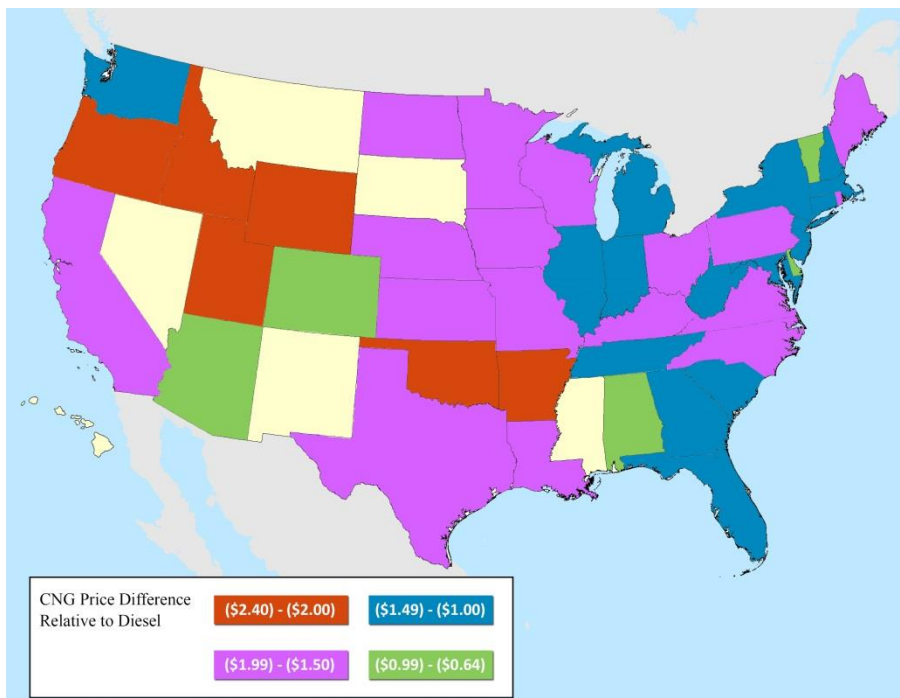 CNG Price Difference
Relative to Diesel
($2.40) - ($2.00)
($1.49) - ($1.00)
($1.99) - ($1.50)
($0.99) - ($0.64)